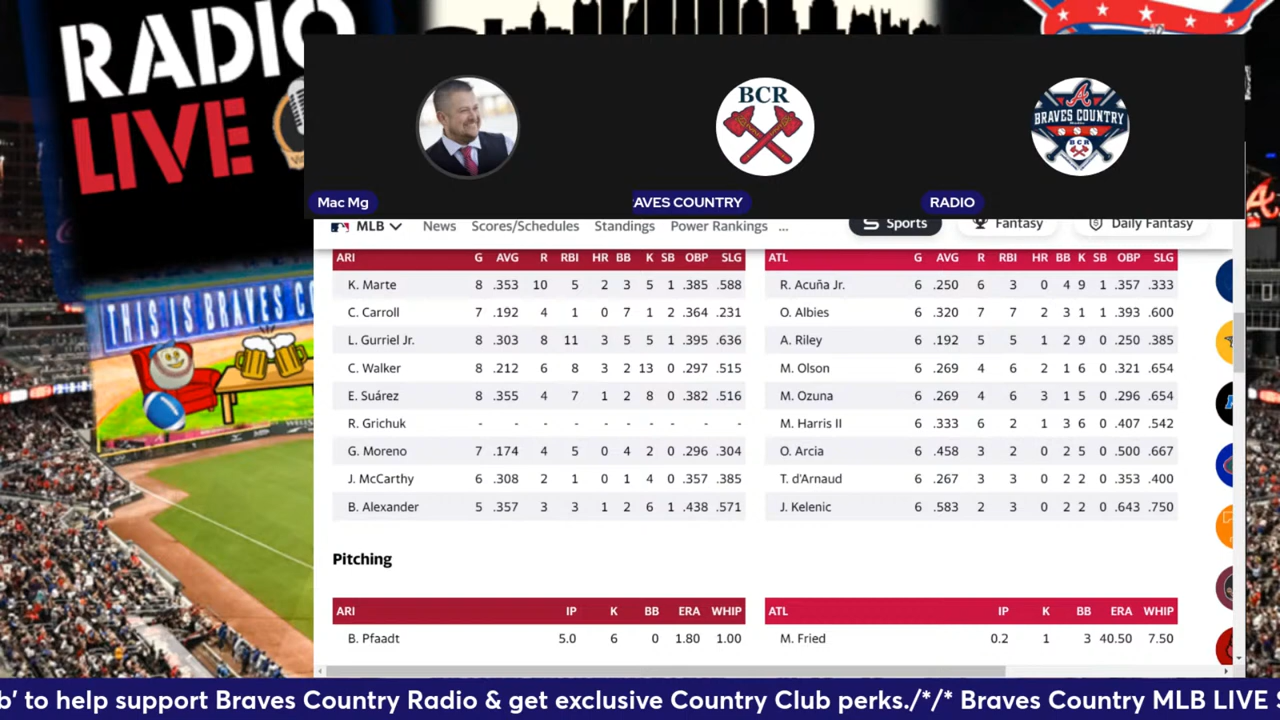 RADIO
LIVE
BCR
BRAVES COUNTRY
BCR
Mac Mg
AVES COUNTRY
RADIO
MLB News Scores/Schedules Standings Power Rankings ... Sports Fantasy Daily Fantasy
THIS IS BRAVES CO
ARI G AVG R RBI HR BB K SB OBP SLG
K. Marte 8 .353 10 5 2 3 5 1 .385 .588
C. Carroll 7 .192 4 1 0 7 1 2 .364 .231
L. Gurriel Jr. 8 .303 8 11 3 5 5 1 .395 .636
C. Walker 8 .212 6 8 3 2 13 0 .297 .515
E. Suárez 8 .355 4 7 1 2 8 0 .382 .516
R. Grichuk - - - - - - - - - -
G. Moreno 7 .174 4 5 0 4 2 0 .296 .304
J. McCarthy 6 .308 2 1 0 1 4 0 .357 .385
B. Alexander 5 .357 3 3 1 2 6 1 .438 .571
ATL G AVG R RBI HR BB K SB OBP SLG
R. Acuña Jr. 6 .250 6 3 0 4 9 1 .357 .333
O. Albies 6 .320 7 7 2 3 1 1 .393 .600
A. Riley 6 .192 5 5 1 2 9 0 .250 .385
M. Olson 6 .269 4 6 2 1 6 0 .321 .654
M. Ozuna 6 .269 4 6 3 1 5 0 .296 .654
M. Harris II 6 .333 6 2 1 3 6 0 .407 .542
O. Arcia 6 .458 3 2 0 2 5 0 .500 .667
T. d'Arnaud 6 .267 3 3 0 2 2 0 .353 .400
J. Kelenic 6 .583 2 3 0 2 2 0 .643 .750
Pitching
ARI IP K BB ERA WHIP
B. Pfaadt 5.0 6 0 1.80 1.00
ATL IP K BB ERA WHIP
M. Fried 0.2 1 3 40.50 7.50
b' to help support Braves Country Radio & get exclusive Country Club perks./*/* Braves Country MLB LIVE